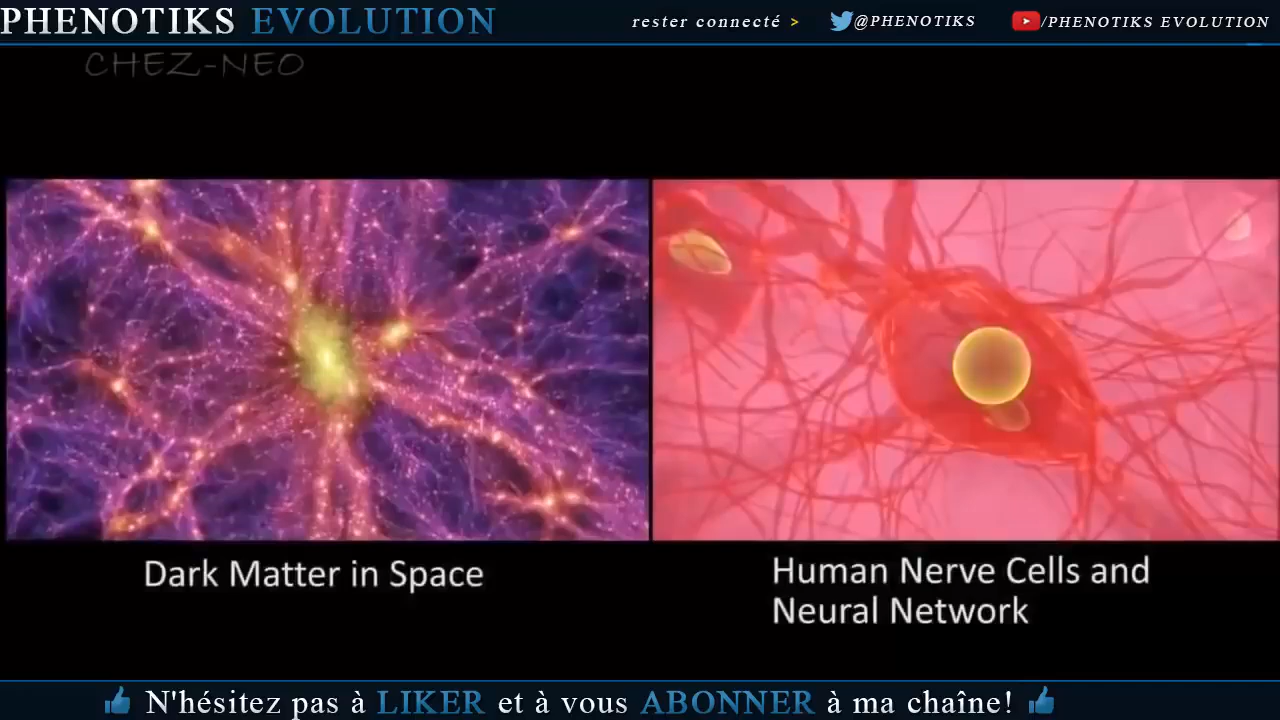 PHENOTIKS EVOLUTION
rester connecté > @PHENOTIKS /PHENOTIKS EVOLUTION
CHEZ-NEO
Dark Matter in Space
Human Nerve Cells and
Neural Network
N'hésitez pas à LIKER et à vous ABONNER à ma chaîne!